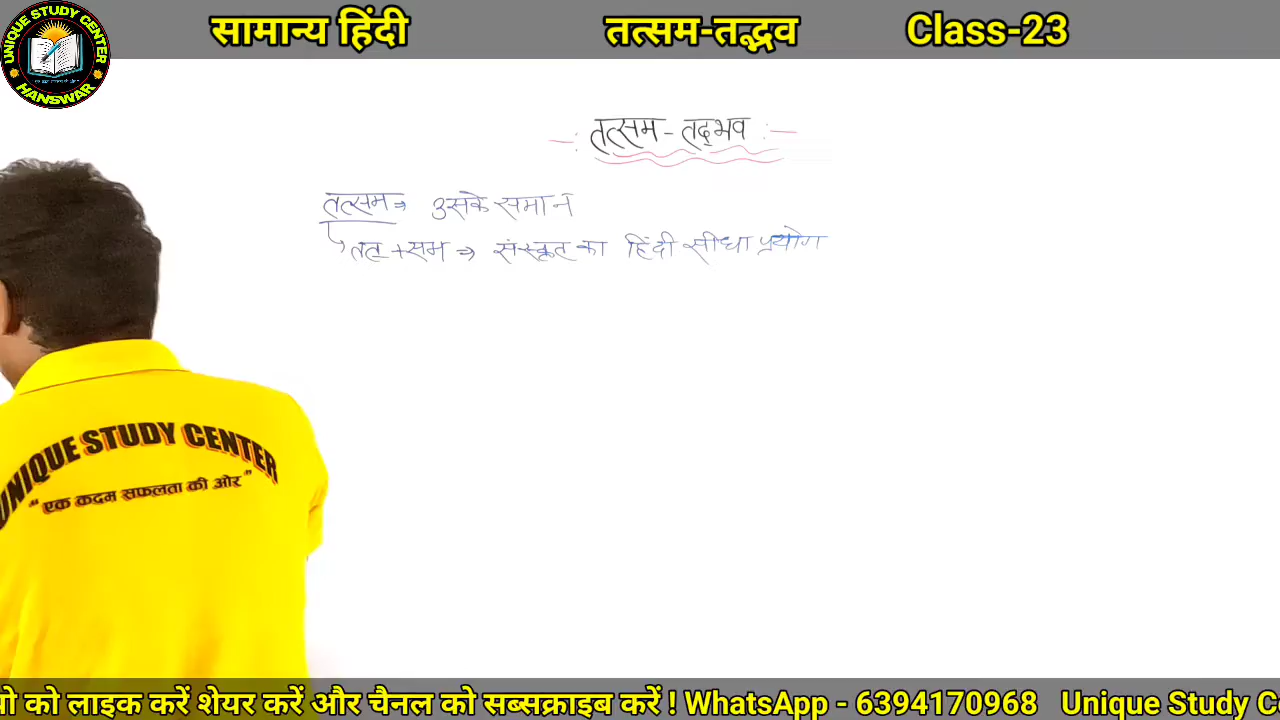 UNIQUE STUDY CENTER
HANSWAR
सामान्य हिंदी तत्सम-तद्भव Class-23
-: तत्सम - तद्भव :-
तत्सम ⇒ उसके समान
तत् + सम ⇒ संस्कृत का हिंदी सीधा प्रयोग
UNIQUE STUDY CENTER
“एक कदम सफलता की ओर”
को लाइक करें शेयर करें और चैनल को सब्सक्राइब करें ! WhatsApp - 6394170968 Unique Study